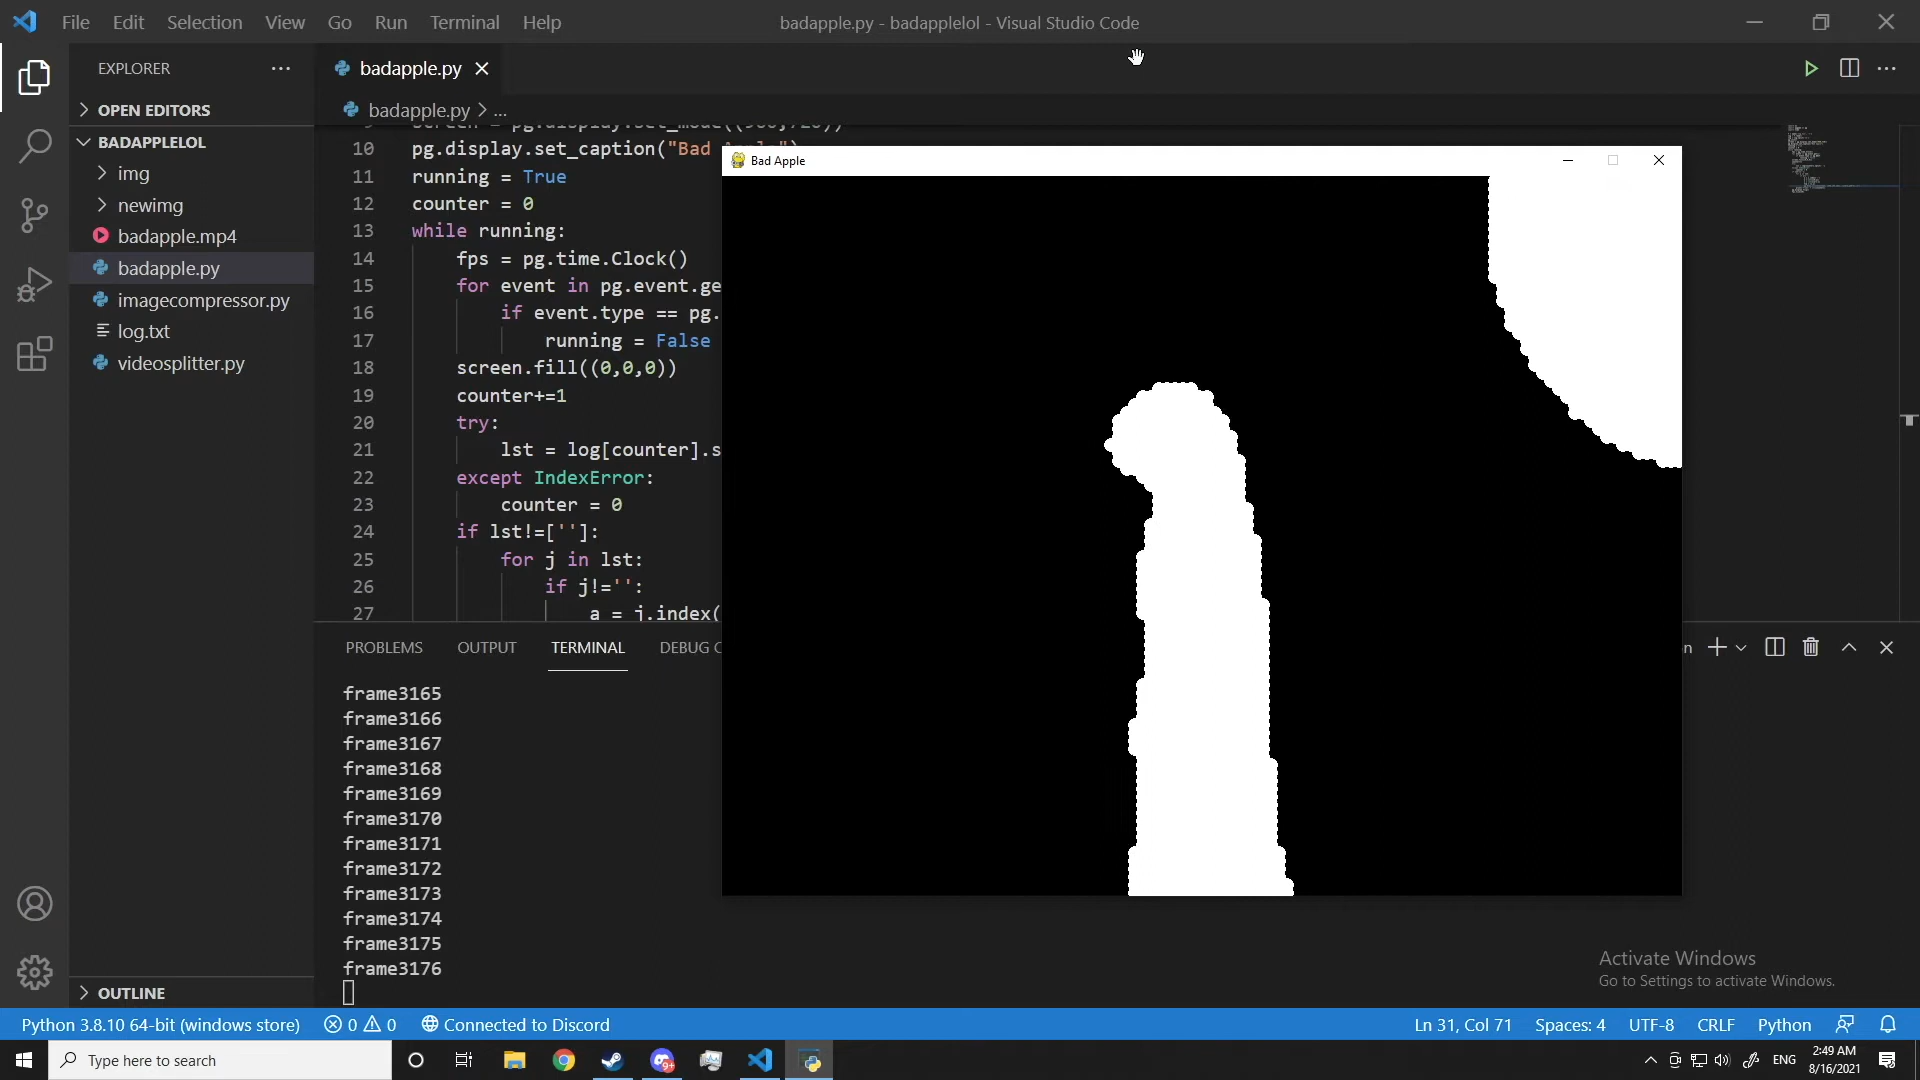 File Edit Selection View Go Run Terminal Help
badapple.py - badapplelol - Visual Studio Code
EXPLORER
OPEN EDITORS
BADAPPLELOL
img
newimg
badapple.mp4
badapple.py
imagecompressor.py
log.txt
videosplitter.py
OUTLINE
badapple.py
badapple.py > ...
10 pg.display.set_caption("Bad
11 running = True
12 counter = 0
13 while running:
14 fps = pg.time.Clock()
15 for event in pg.event.ge
16 if event.type == pg.
17 running = False
18 screen.fill((0,0,0))
19 counter+=1
20 try:
21 lst = log[counter].s
22 except IndexError:
23 counter = 0
24 if lst!=['']:
25 for j in lst:
26 if j!='':
27 a = j.index(
Bad Apple
PROBLEMS OUTPUT TERMINAL DEBUG C
n
frame3165
frame3166
frame3167
frame3168
frame3169
frame3170
frame3171
frame3172
frame3173
frame3174
frame3175
frame3176
Activate Windows
Go to Settings to activate Windows.
Python 3.8.10 64-bit (windows store) 0 0 Connected to Discord
Ln 31, Col 71 Spaces: 4 UTF-8 CRLF Python
Type here to search
9+
ENG
2:49 AM
8/16/2021